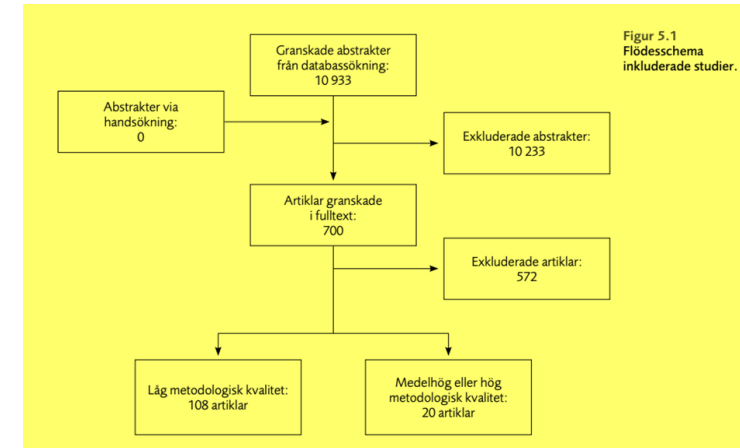 Figur 5.1
Flödesschema
inkluderade studier.
Granskade abstrakter
från databassökning:
10 933
Abstrakter via
handsökning:
0
Exkluderade abstrakter:
10 233
Artiklar granskade
i fulltext:
700
Exkluderade artiklar:
572
Låg metodologisk kvalitet:
108 artiklar
Medelhög eller hög
metodologisk kvalitet:
20 artiklar